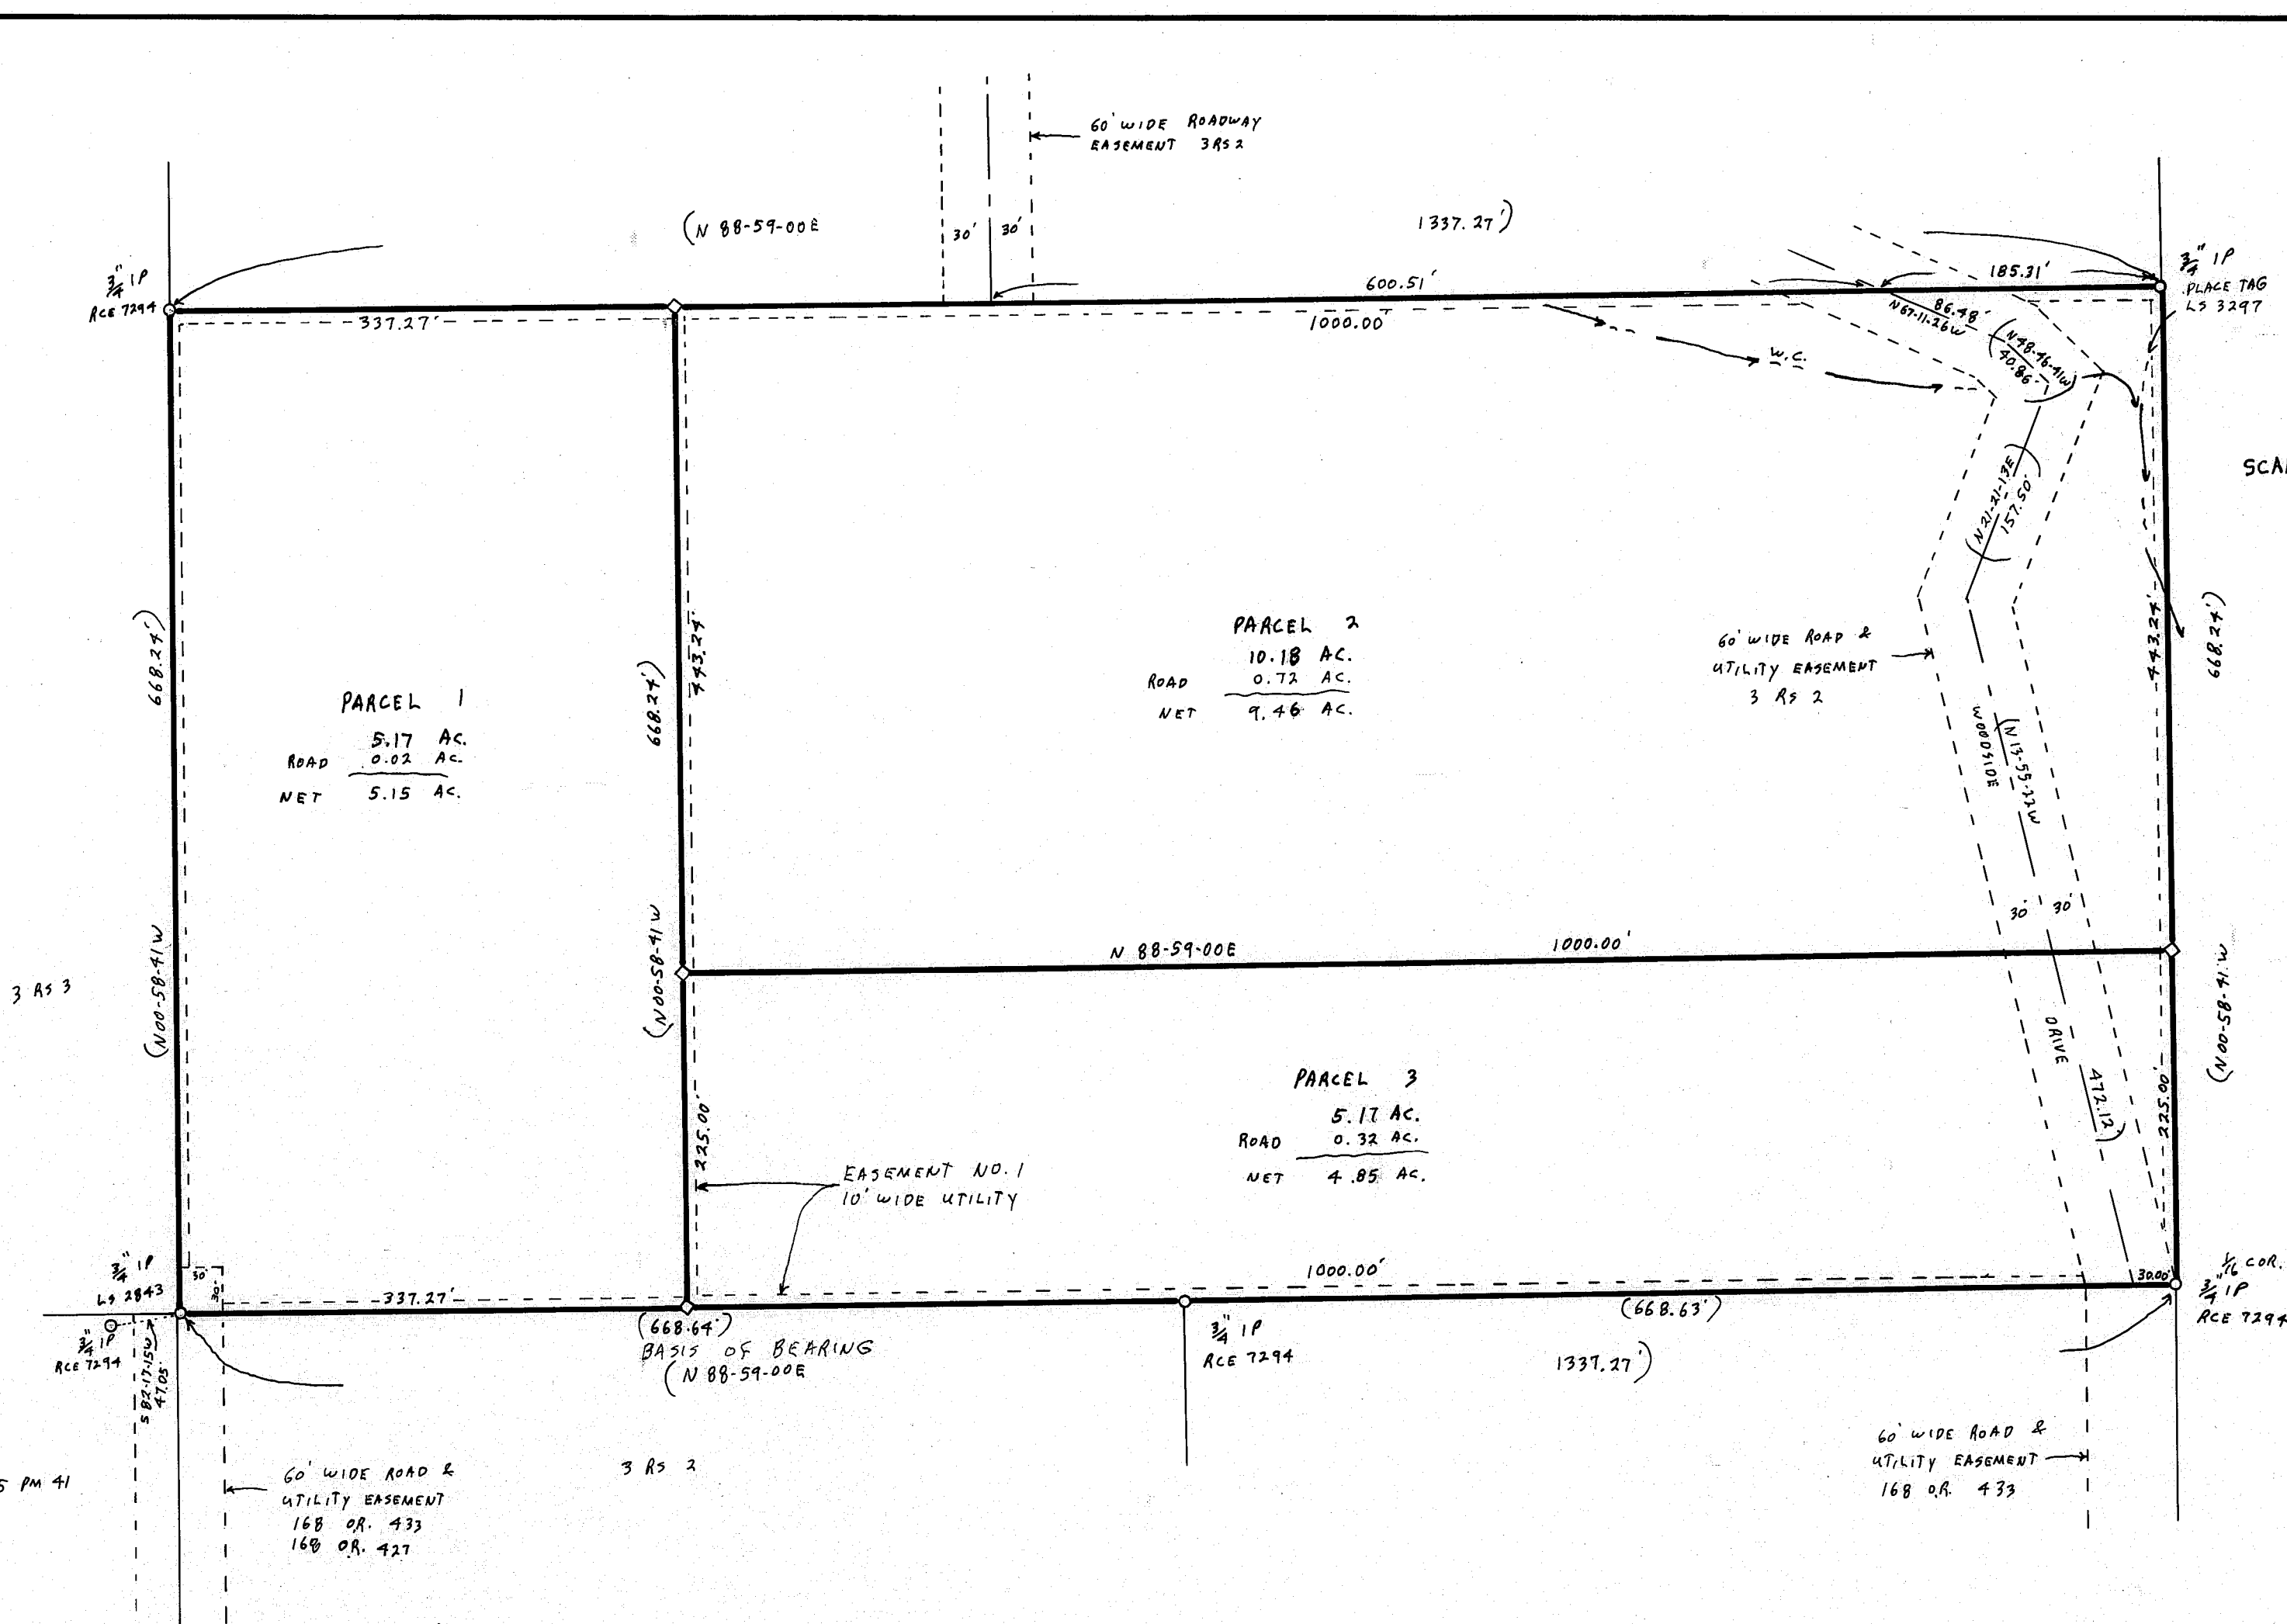 60' WIDE ROADWAY
EASEMENT 3 RS 2
(N 88-59-00E
1337.27')
30'
30'
3/4" IP
RCE 7294
337.27'
600.51'
1000.00'
185.31'
3/4" IP
PLACE TAG
LS 3297
86.48'
N67-11-26W
(N48-46-41W)
40.86'
W.C.
SCA
(N21-21-13E)
157.50'
668.24')
(N00-58-41W
668.24')
443.24'
(N00-58-41W
PARCEL 1
5.17 AC.
ROAD 0.02 AC.
NET 5.15 AC.
PARCEL 2
10.18 AC.
ROAD 0.72 AC.
NET 9.46 AC.
60' WIDE ROAD &
UTILITY EASEMENT
3 RS 2
443.24'
668.24')
WOODSIDE
(N13-55-22W
30'
30'
DRIVE
472.12')
N 88-59-00E
1000.00'
(N00-58-41W
3 RS 3
PARCEL 3
5.17 AC.
ROAD 0.32 AC.
NET 4.85 AC.
225.00'
225.00'
EASEMENT NO. 1
10' WIDE UTILITY
3/4" IP
LS 2843
30'
30'
337.27'
1000.00'
30.00'
1/16 COR.
3/4" IP
RCE 7294
3/4" IP
RCE 7294
S82-17-15W
47.05'
(668.64')
BASIS OF BEARING
(N 88-59-00E
3/4" IP
RCE 7294
(668.63')
1337.27')
5 PM 41
60' WIDE ROAD &
UTILITY EASEMENT
168 O.R. 433
168 O.R. 427
3 RS 2
60' WIDE ROAD &
UTILITY EASEMENT
168 O.R. 433